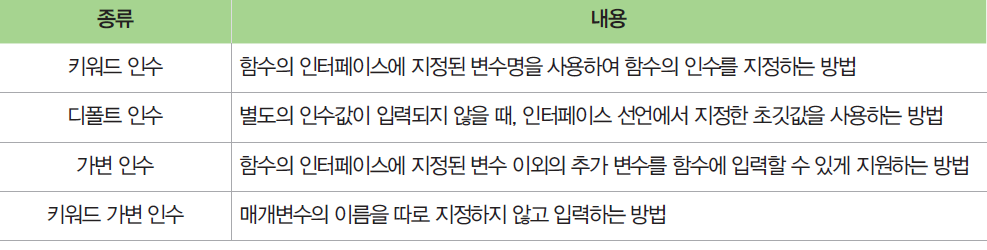 종류 내용
키워드 인수 함수의 인터페이스에 지정된 변수명을 사용하여 함수의 인수를 지정하는 방법
디폴트 인수 별도의 인수값이 입력되지 않을 때, 인터페이스 선언에서 지정한 초깃값을 사용하는 방법
가변 인수 함수의 인터페이스에 지정된 변수 이외의 추가 변수를 함수에 입력할 수 있게 지원하는 방법
키워드 가변 인수 매개변수의 이름을 따로 지정하지 않고 입력하는 방법